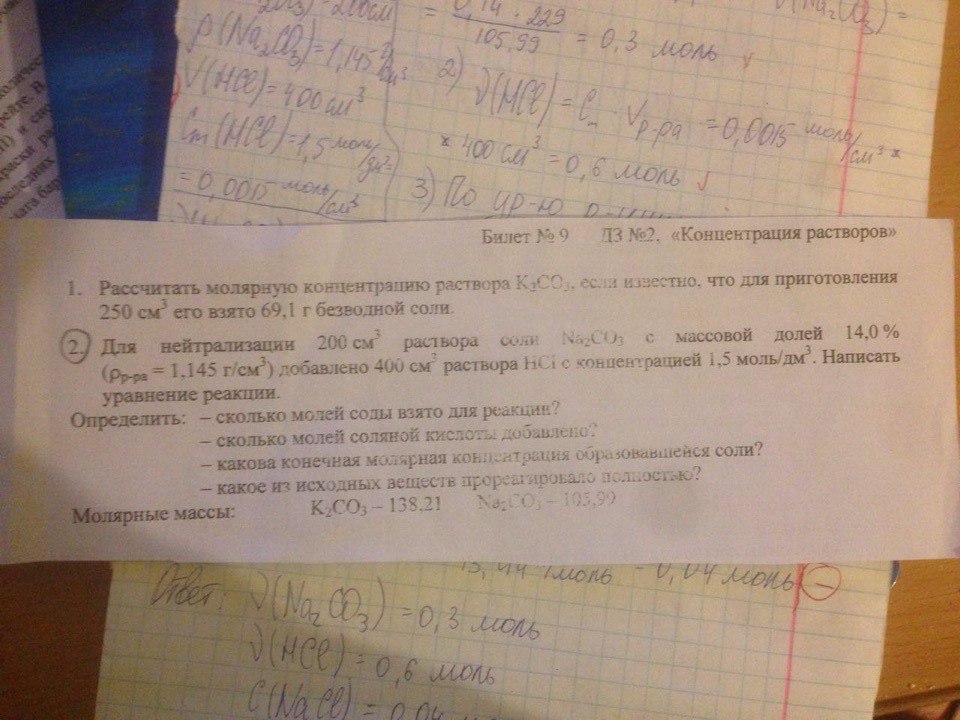 ρ(Na₂CO₃) = 1,145 г/см³
V(HCl) = 400 см³
Cm(HCl) = 1,5 моль/дм³ =
= 0,0015 моль/см³
= 0,14 · 229 / 105,99 = 0,3 моль
2) ν(HCl) = Cm · Vр-ра = 0,0015 моль/см³ *
* 400 см³ = 0,6 моль
3) По ур-ю
Билет № 9 ДЗ №2, «Концентрация растворов»
1. Рассчитать молярную концентрацию раствора K₂CO₃, если известно, что для приготовления
250 см³ его взято 69,1 г безводной соли.
2. Для нейтрализации 200 см³ раствора соли Na₂CO₃ с массовой долей 14,0 %
(ρр-ра = 1,145 г/см³) добавлено 400 см³ раствора HCl с концентрацией 1,5 моль/дм³. Написать
уравнение реакции.
Определить: – сколько молей соды взято для реакции?
– сколько молей соляной кислоты добавлено?
– какова конечная молярная концентрация образовавшейся соли?
– какое из исходных веществ прореагировало полностью?
Молярные массы: K₂CO₃ – 138,21 Na₂CO₃ – 105,99
= 0,04 моль
Ответ: ν(Na₂CO₃) = 0,3 моль
ν(HCl) = 0,6 моль
C(NaCl) = 0,04